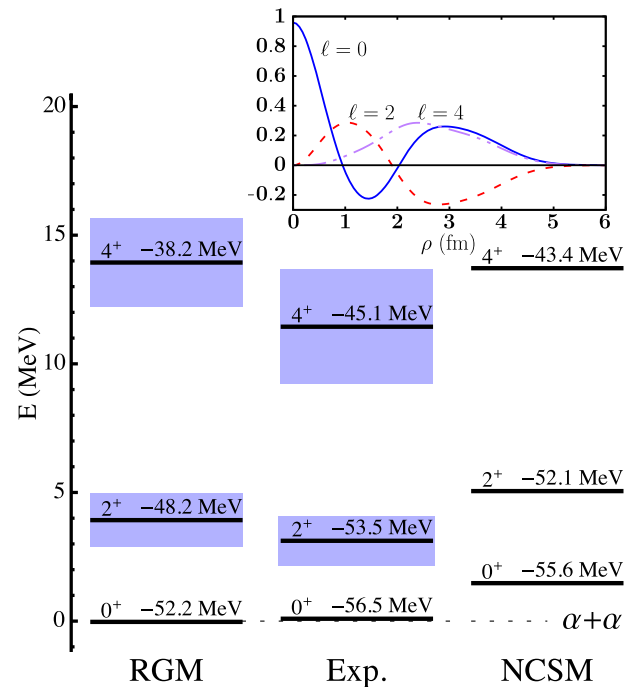 1
0.8
0.6
0.4
0.2
0
-0.2
ℓ = 0
ℓ = 2
ℓ = 4
0 1 2 3 4 5 6
ρ (fm)
20
15
10
5
0
E (MeV)
4⁺ −38.2 MeV
2⁺ −48.2 MeV
0⁺ −52.2 MeV
4⁺ −45.1 MeV
2⁺ −53.5 MeV
0⁺ −56.5 MeV
4⁺ −43.4 MeV
2⁺ −52.1 MeV
0⁺ −55.6 MeV
α+α
RGM Exp. NCSM